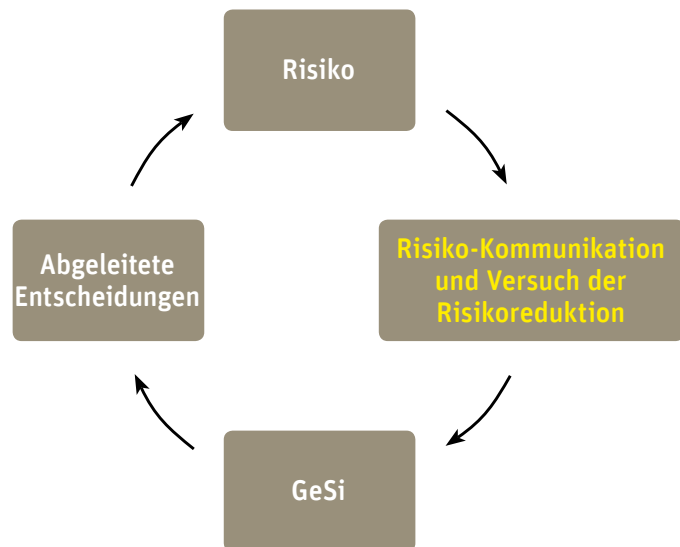 Risiko
Risiko-Kommunikation
und Versuch der
Risikoreduktion
Abgeleitete
Entscheidungen
GeSi